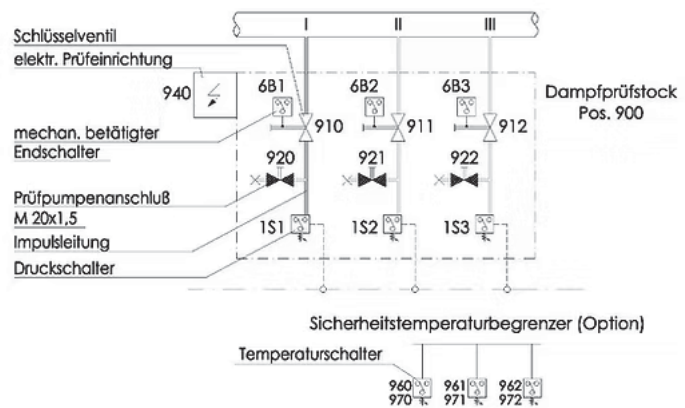 I II III
Schlüsselventil
elektr. Prüfeinrichtung
940
6B1 6B2 6B3
Dampfprüfstock
Pos. 900
910 911 912
mechan. betätigter
Endschalter
920 921 922
Prüfpumpenanschluß
M 20x1,5
1S1 1S2 1S3
Impulsleitung
Druckschalter
Sicherheitstemperaturbegrenzer (Option)
Temperaturschalter
960 961 962
970 971 972